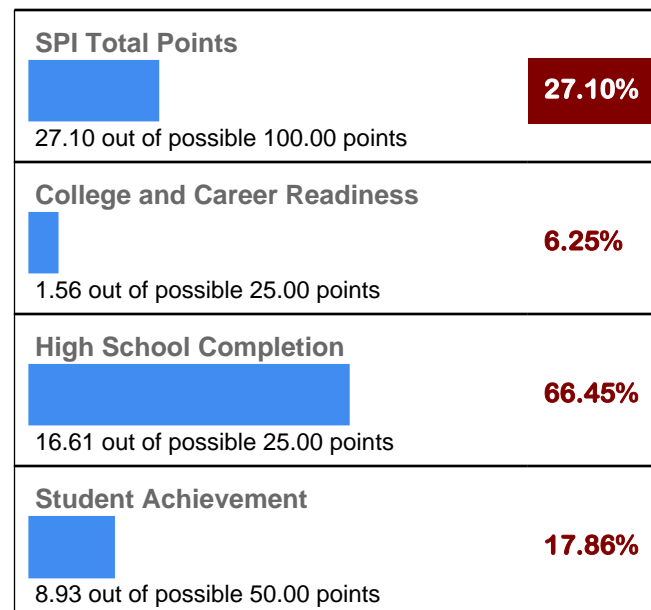 SPI Total Points
27.10%
27.10 out of possible 100.00 points
College and Career Readiness
6.25%
1.56 out of possible 25.00 points
High School Completion
66.45%
16.61 out of possible 25.00 points
Student Achievement
17.86%
8.93 out of possible 50.00 points